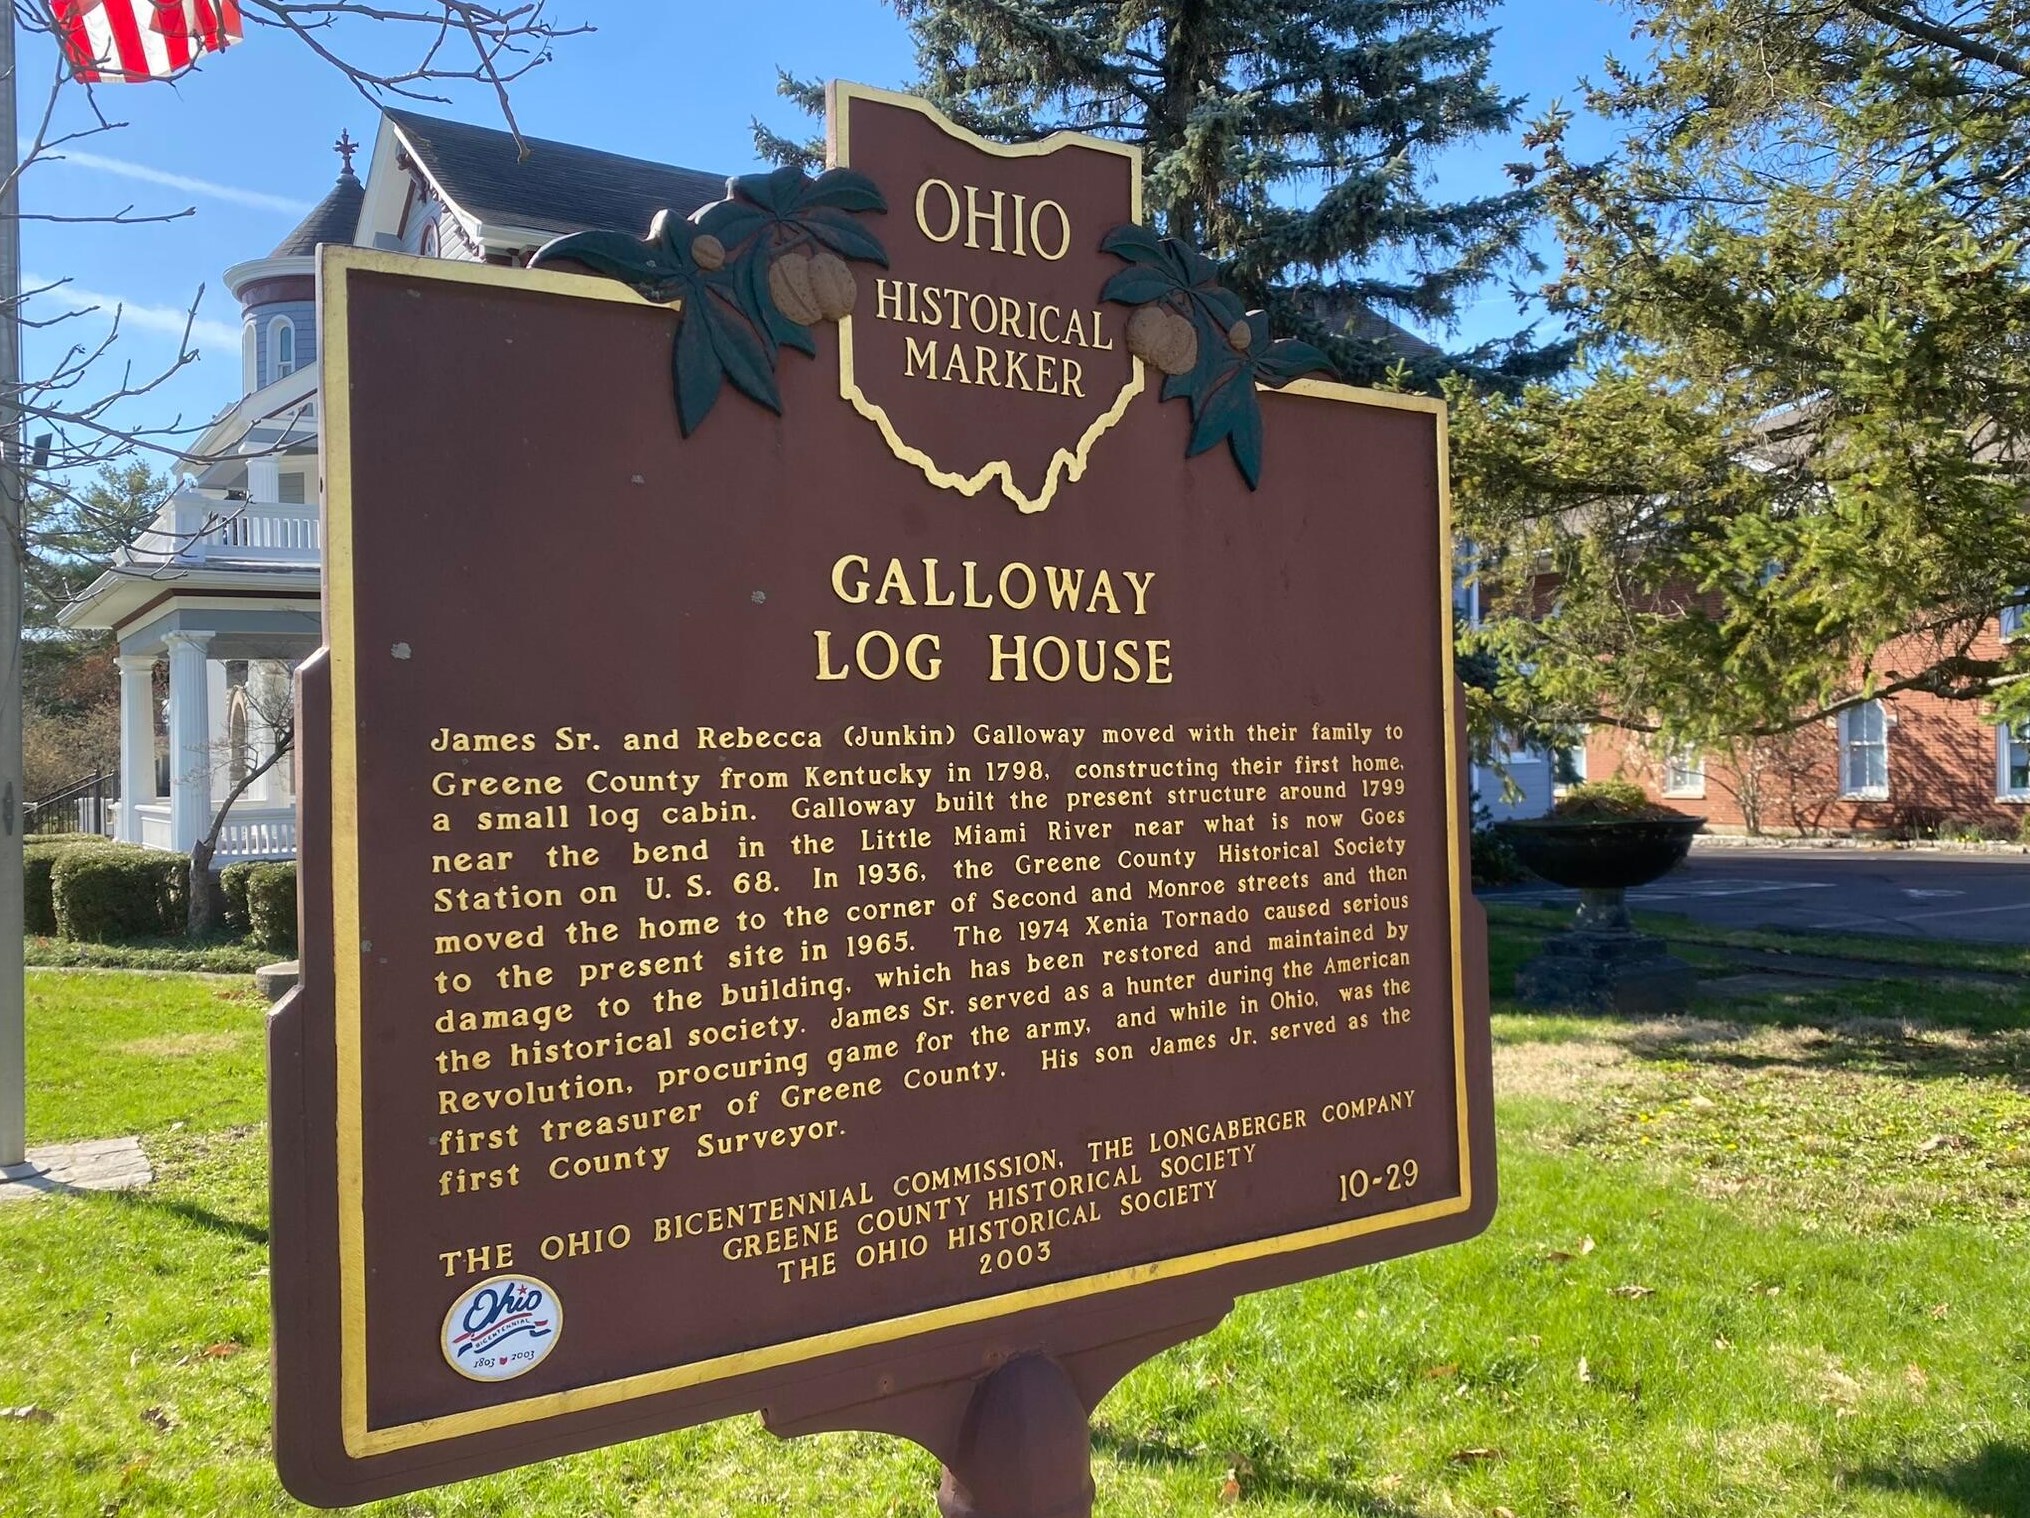 OHIO
HISTORICAL
MARKER
GALLOWAY
LOG HOUSE
James Sr. and Rebecca (Junkin) Galloway moved with their family to
Greene County from Kentucky in 1798, constructing their first home,
a small log cabin. Galloway built the present structure around 1799
near the bend in the Little Miami River near what is now Goes
Station on U. S. 68. In 1936, the Greene County Historical Society
moved the home to the corner of Second and Monroe streets and then
to the present site in 1965. The 1974 Xenia Tornado caused serious
damage to the building, which has been restored and maintained by
the historical society. James Sr. served as a hunter during the American
Revolution, procuring game for the army, and while in Ohio, was the
first treasurer of Greene County. His son James Jr. served as the
first County Surveyor.
THE OHIO BICENTENNIAL COMMISSION, THE LONGABERGER COMPANY
GREENE COUNTY HISTORICAL SOCIETY
THE OHIO HISTORICAL SOCIETY
2003
10-29
Ohio
BICENTENNIAL
1803 2003